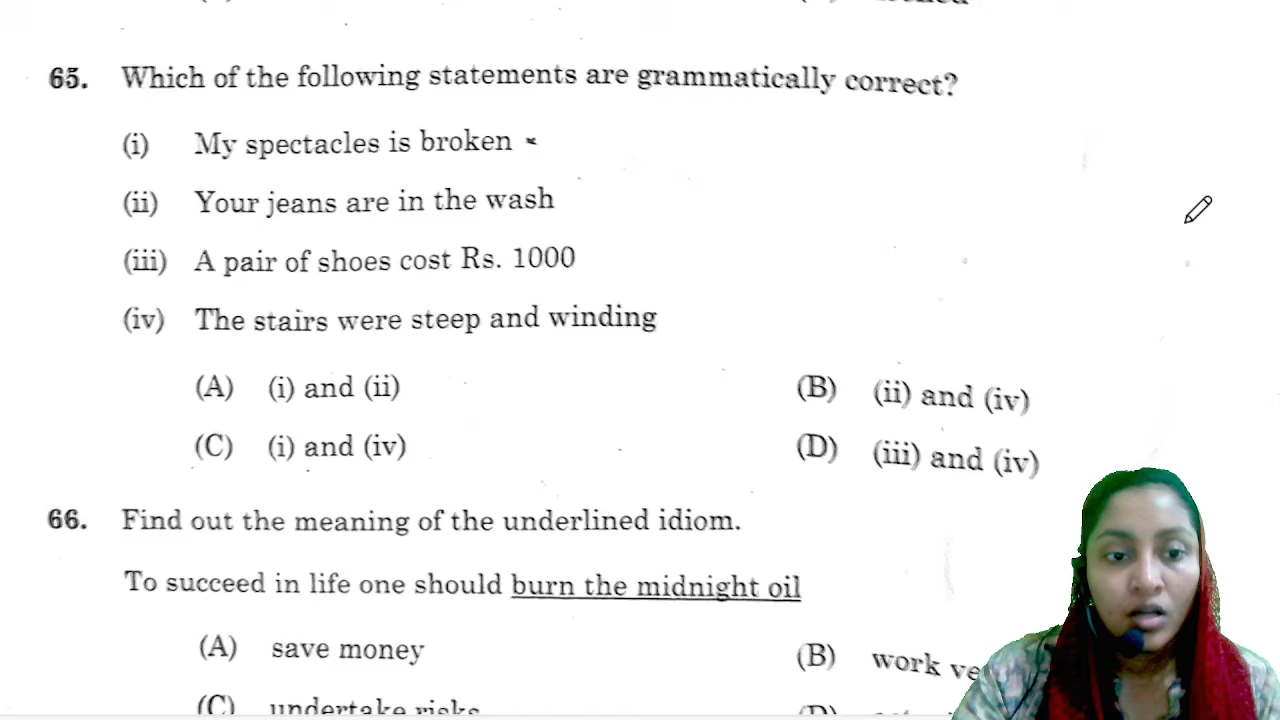 65. Which of the following statements are grammatically correct?
(i) My spectacles is broken
(ii) Your jeans are in the wash
(iii) A pair of shoes cost Rs. 1000
(iv) The stairs were steep and winding
(A) (i) and (ii) (B) (ii) and (iv)
(C) (i) and (iv) (D) (iii) and (iv)
66. Find out the meaning of the underlined idiom.
To succeed in life one should burn the midnight oil
(A) save money (B) work
(C) undertake risks